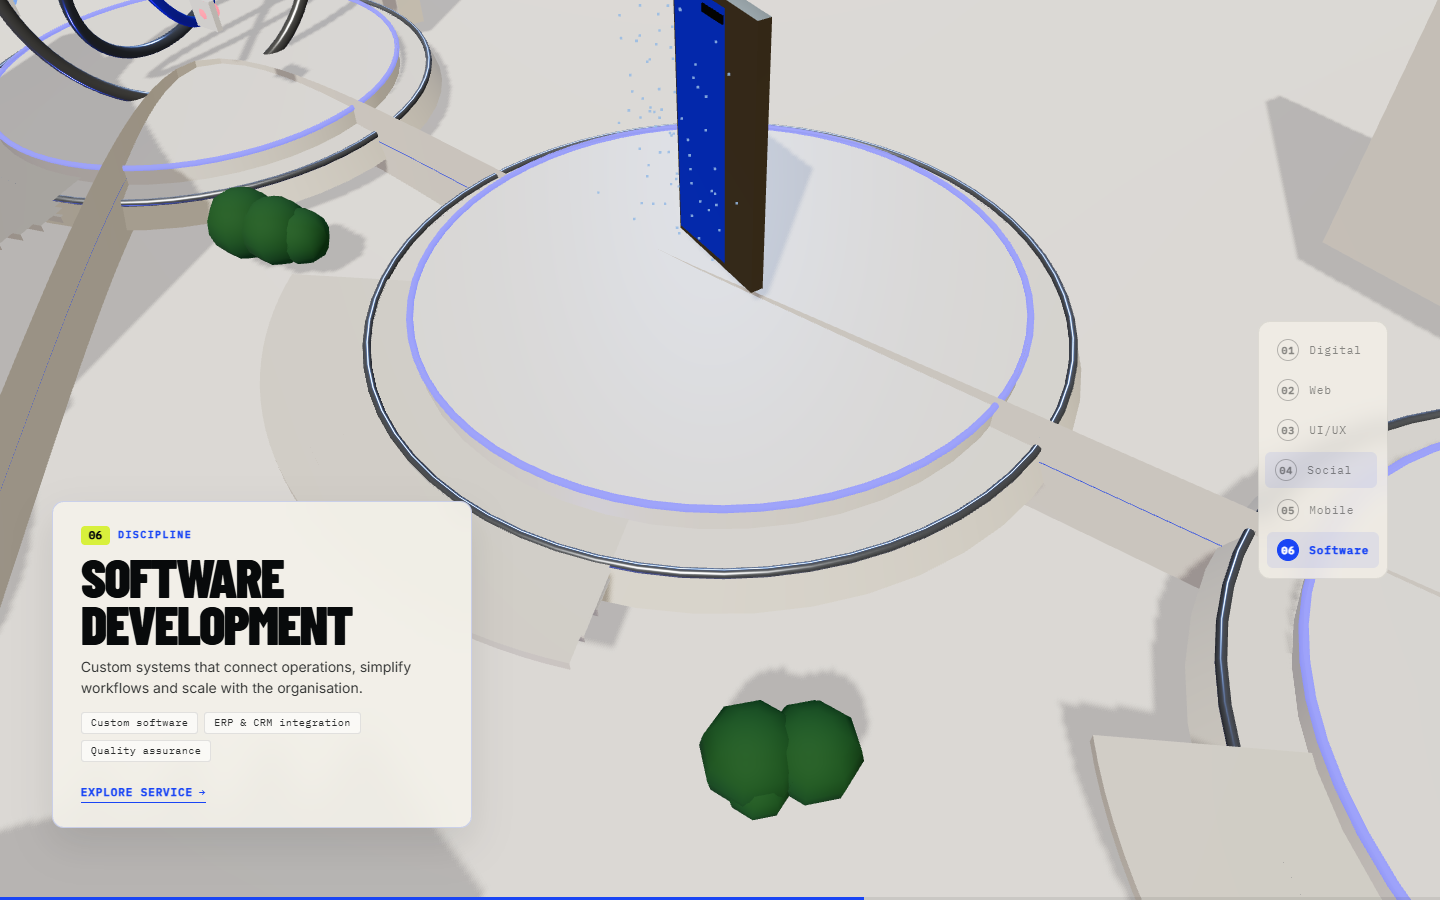 06 DISCIPLINE
SOFTWARE
DEVELOPMENT
Custom systems that connect operations, simplify
workflows and scale with the organisation.
Custom software
ERP & CRM integration
Quality assurance
EXPLORE SERVICE →
01 Digital
02 Web
03 UI/UX
04 Social
05 Mobile
06 Software